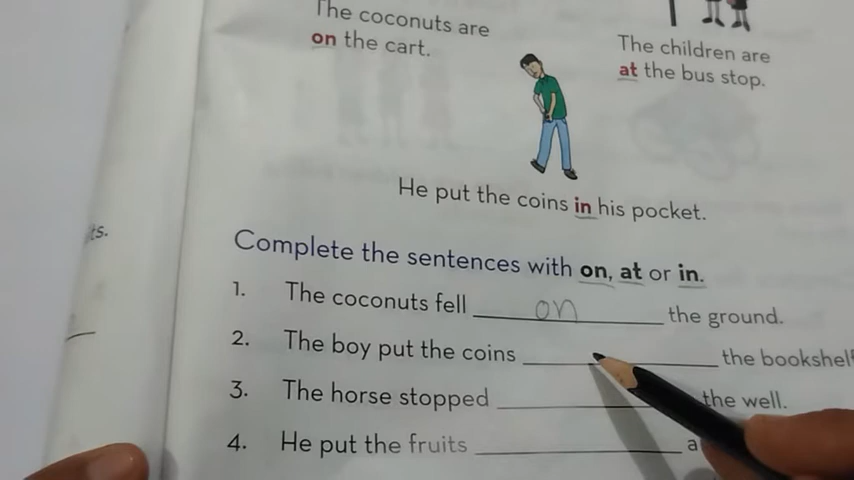 The coconuts are
on the cart.
The children are
at the bus stop.
He put the coins in his pocket.
ts.
Complete the sentences with on, at or in.
1. The coconuts fell on the ground.
2. The boy put the coins the bookshelf
3. The horse stopped the well.
4. He put the fruits a